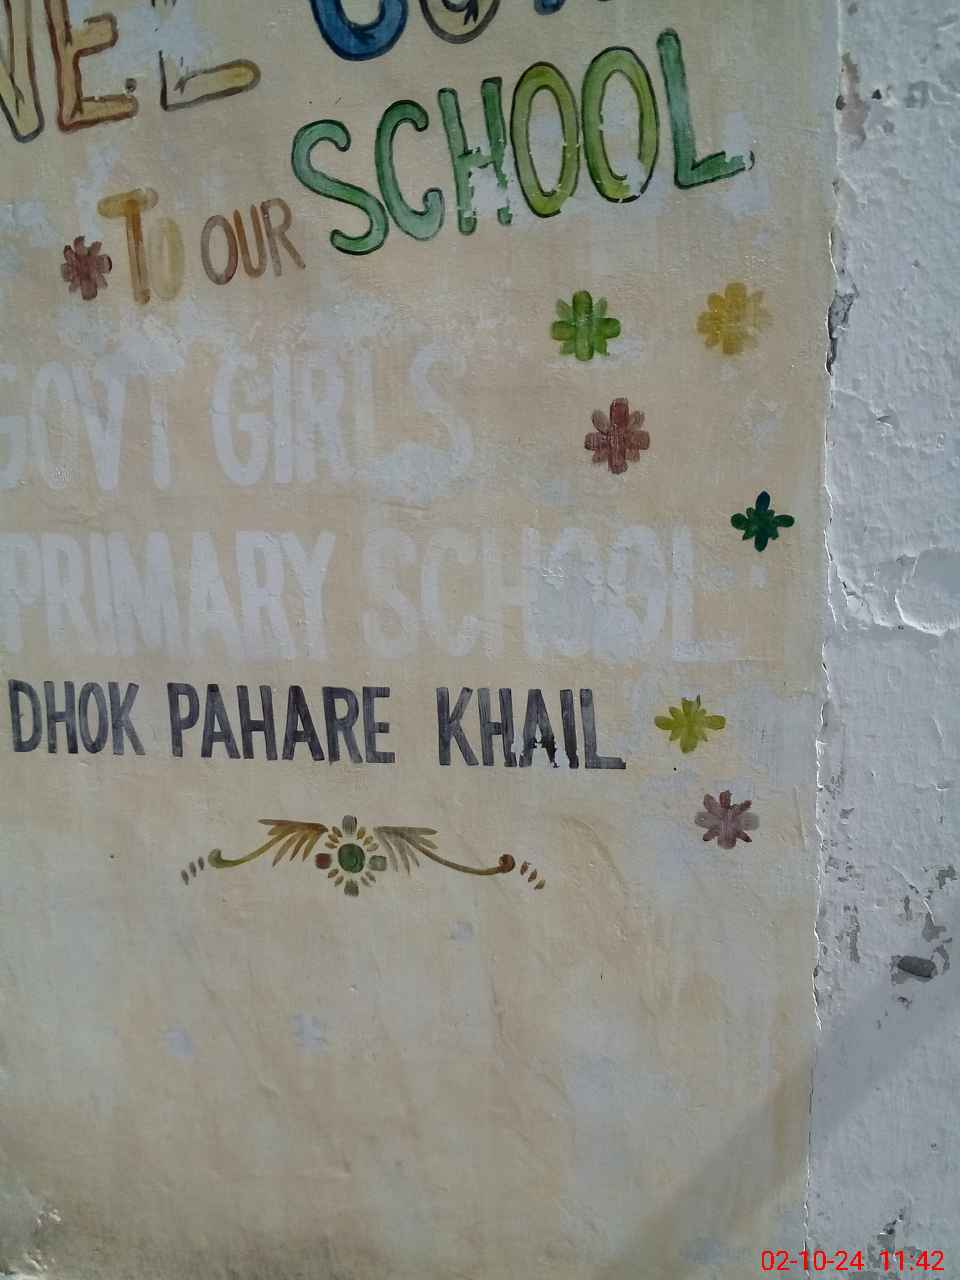 TO OUR SCHOOL
GOVT GIRLS
PRIMARY SCHOOL
DHOK PAHARE KHAIL
02-10-24 11:42